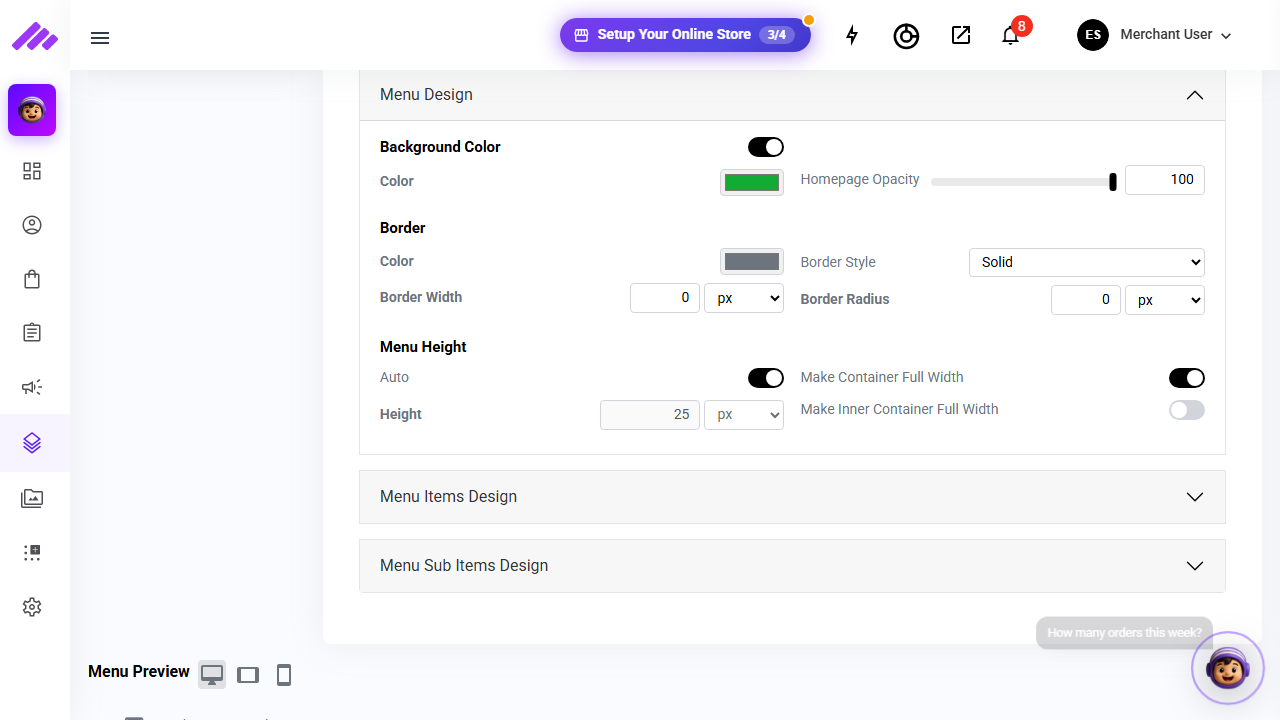 Setup Your Online Store 3/4
8
ES Merchant User
Menu Design
Background Color
Color
Homepage Opacity 100
Border
Color
Border Style Solid
Border Width 0 px
Border Radius 0 px
Menu Height
Auto
Make Container Full Width
Height 25 px
Make Inner Container Full Width
Menu Items Design
Menu Sub Items Design
How many orders this week?
Menu Preview